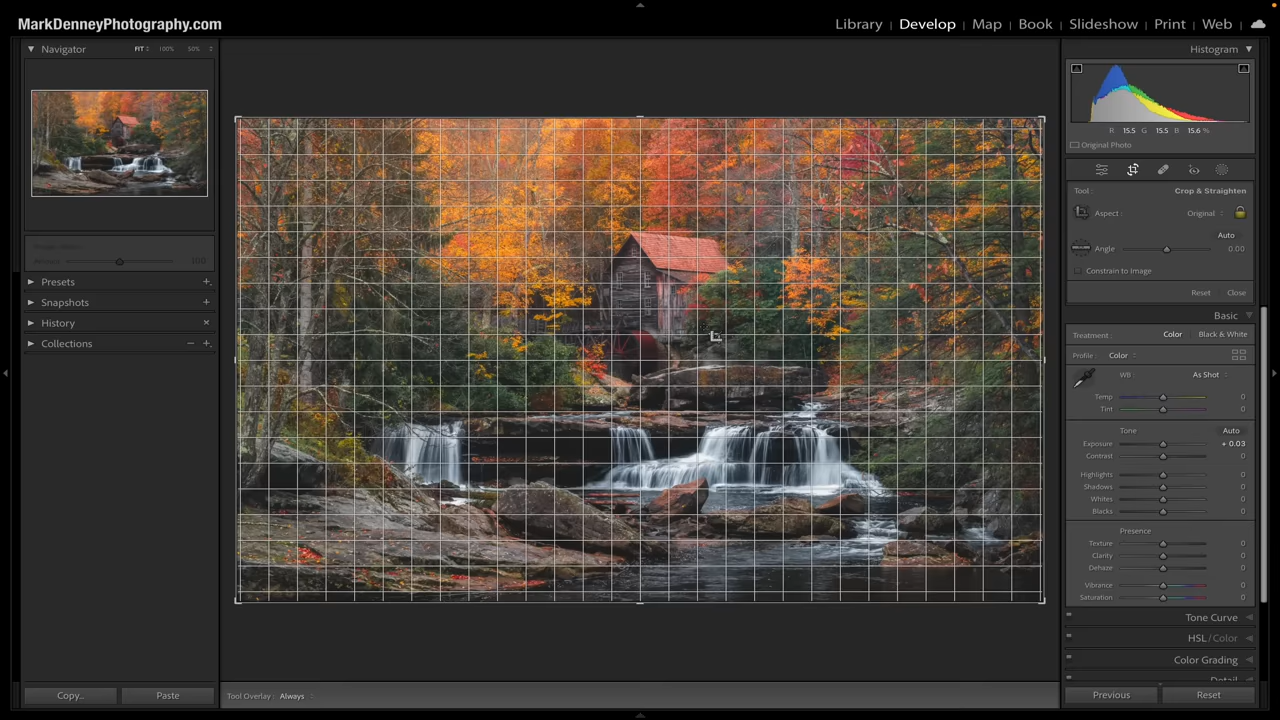 MarkDenneyPhotography.com
Library | Develop | Map | Book | Slideshow | Print | Web
Navigator FIT 100% 50%
100
Presets
Snapshots
History
Collections
Copy... Paste
Tool Overlay: Always
Histogram
R 15.5 G 15.5 B 15.6 %
Original Photo
Tool: Crop & Straighten
Aspect: Original
Auto
Angle 0.00
Constrain to Image
Reset Close
Basic
Treatment: Color Black & White
Profile: Color
WB: As Shot
Temp 0
Tint 0
Tone Auto
Exposure + 0.03
Contrast 0
Highlights 0
Shadows 0
Whites 0
Blacks 0
Presence
Texture 0
Clarity 0
Dehaze 0
Vibrance 0
Saturation 0
Tone Curve
HSL / Color
Color Grading
Detail
Previous Reset